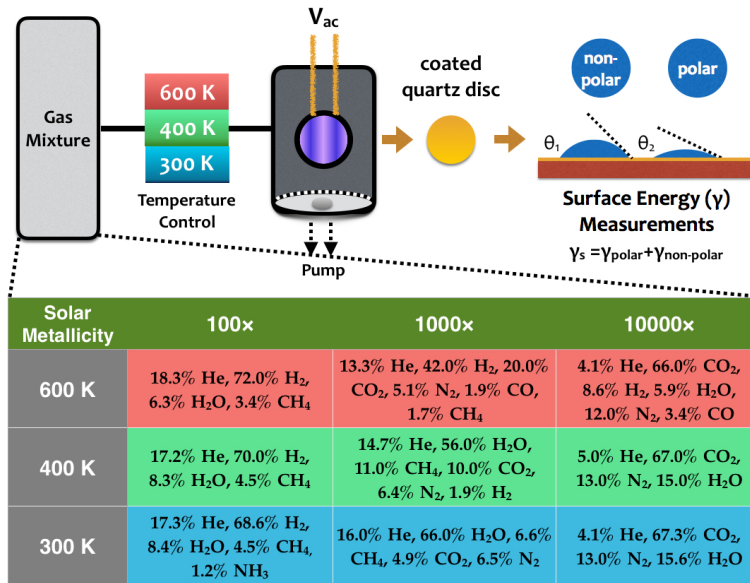 V_ac
Gas
Mixture
600 K
400 K
300 K
Temperature
Control
Pump
coated
quartz disc
non-
polar
polar
θ₁
θ₂
Surface Energy (γ)
Measurements
γ_s =γ_polar+γ_non-polar
Solar
Metallicity
100×
1000×
10000×
600 K
18.3% He, 72.0% H₂,
6.3% H₂O, 3.4% CH₄
13.3% He, 42.0% H₂, 20.0%
CO₂, 5.1% N₂, 1.9% CO,
1.7% CH₄
4.1% He, 66.0% CO₂,
8.6% H₂, 5.9% H₂O,
12.0% N₂, 3.4% CO
400 K
17.2% He, 70.0% H₂,
8.3% H₂O, 4.5% CH₄
14.7% He, 56.0% H₂O,
11.0% CH₄, 10.0% CO₂,
6.4% N₂, 1.9% H₂
5.0% He, 67.0% CO₂,
13.0% N₂, 15.0% H₂O
300 K
17.3% He, 68.6% H₂,
8.4% H₂O, 4.5% CH₄,
1.2% NH₃
16.0% He, 66.0% H₂O, 6.6%
CH₄, 4.9% CO₂, 6.5% N₂
4.1% He, 67.3% CO₂,
13.0% N₂, 15.6% H₂O